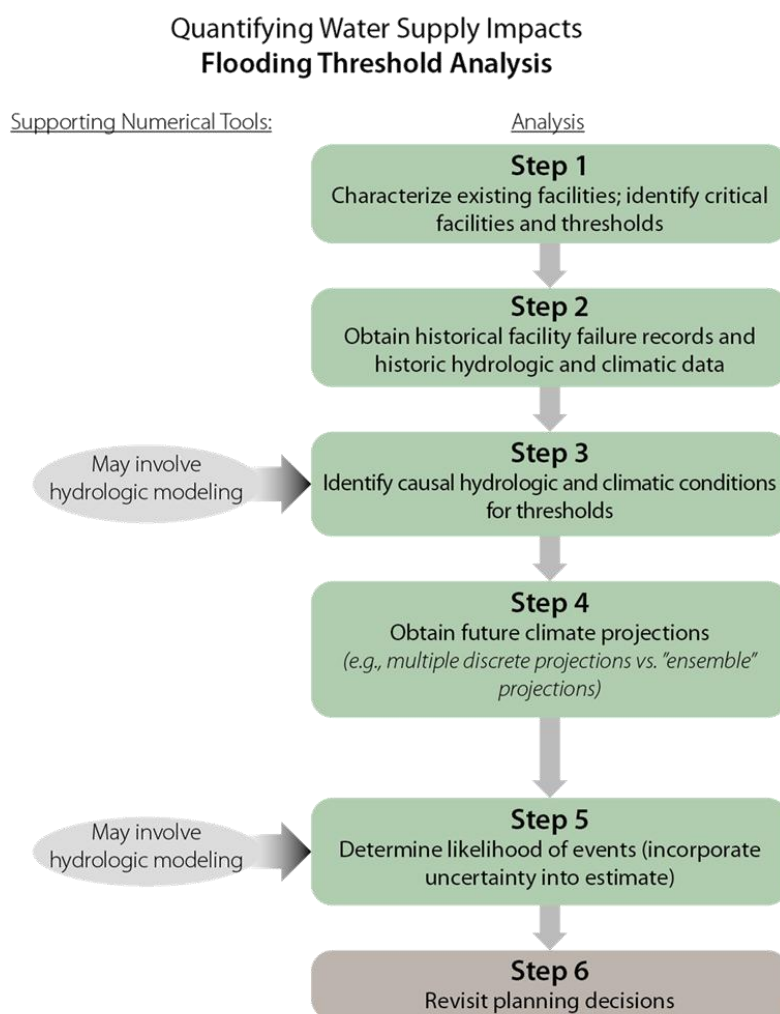 Quantifying Water Supply Impacts
Flooding Threshold Analysis
Supporting Numerical Tools:
Analysis
Step 1
Characterize existing facilities; identify critical
facilities and thresholds
Step 2
Obtain historical facility failure records and
historic hydrologic and climatic data
May involve
hydrologic modeling
Step 3
Identify causal hydrologic and climatic conditions
for thresholds
Step 4
Obtain future climate projections
(e.g., multiple discrete projections vs. "ensemble"
projections)
May involve
hydrologic modeling
Step 5
Determine likelihood of events (incorporate
uncertainty into estimate)
Step 6
Revisit planning decisions